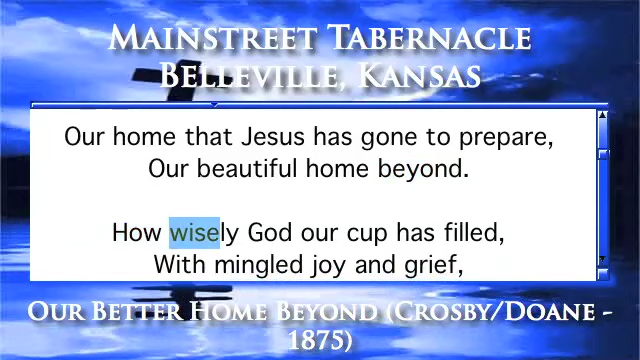 Mainstreet Tabernacle
Belleville, Kansas
Our home that Jesus has gone to prepare,
Our beautiful home beyond.
How wisely God our cup has filled,
With mingled joy and grief,
Our Better Home Beyond (Crosby/Doane -
1875)